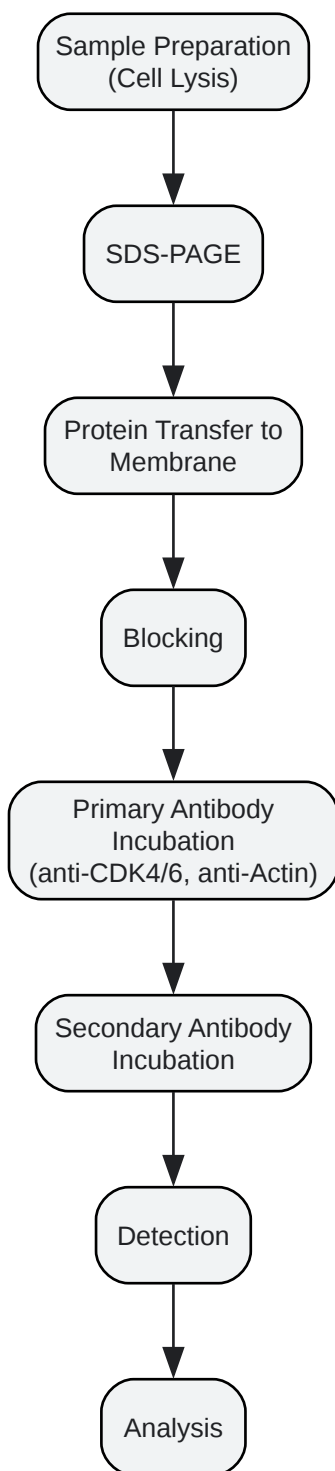 Sample Preparation
(Cell Lysis)
SDS-PAGE
Protein Transfer to
Membrane
Blocking
Primary Antibody
Incubation
(anti-CDK4/6, anti-Actin)
Secondary Antibody
Incubation
Detection
Analysis